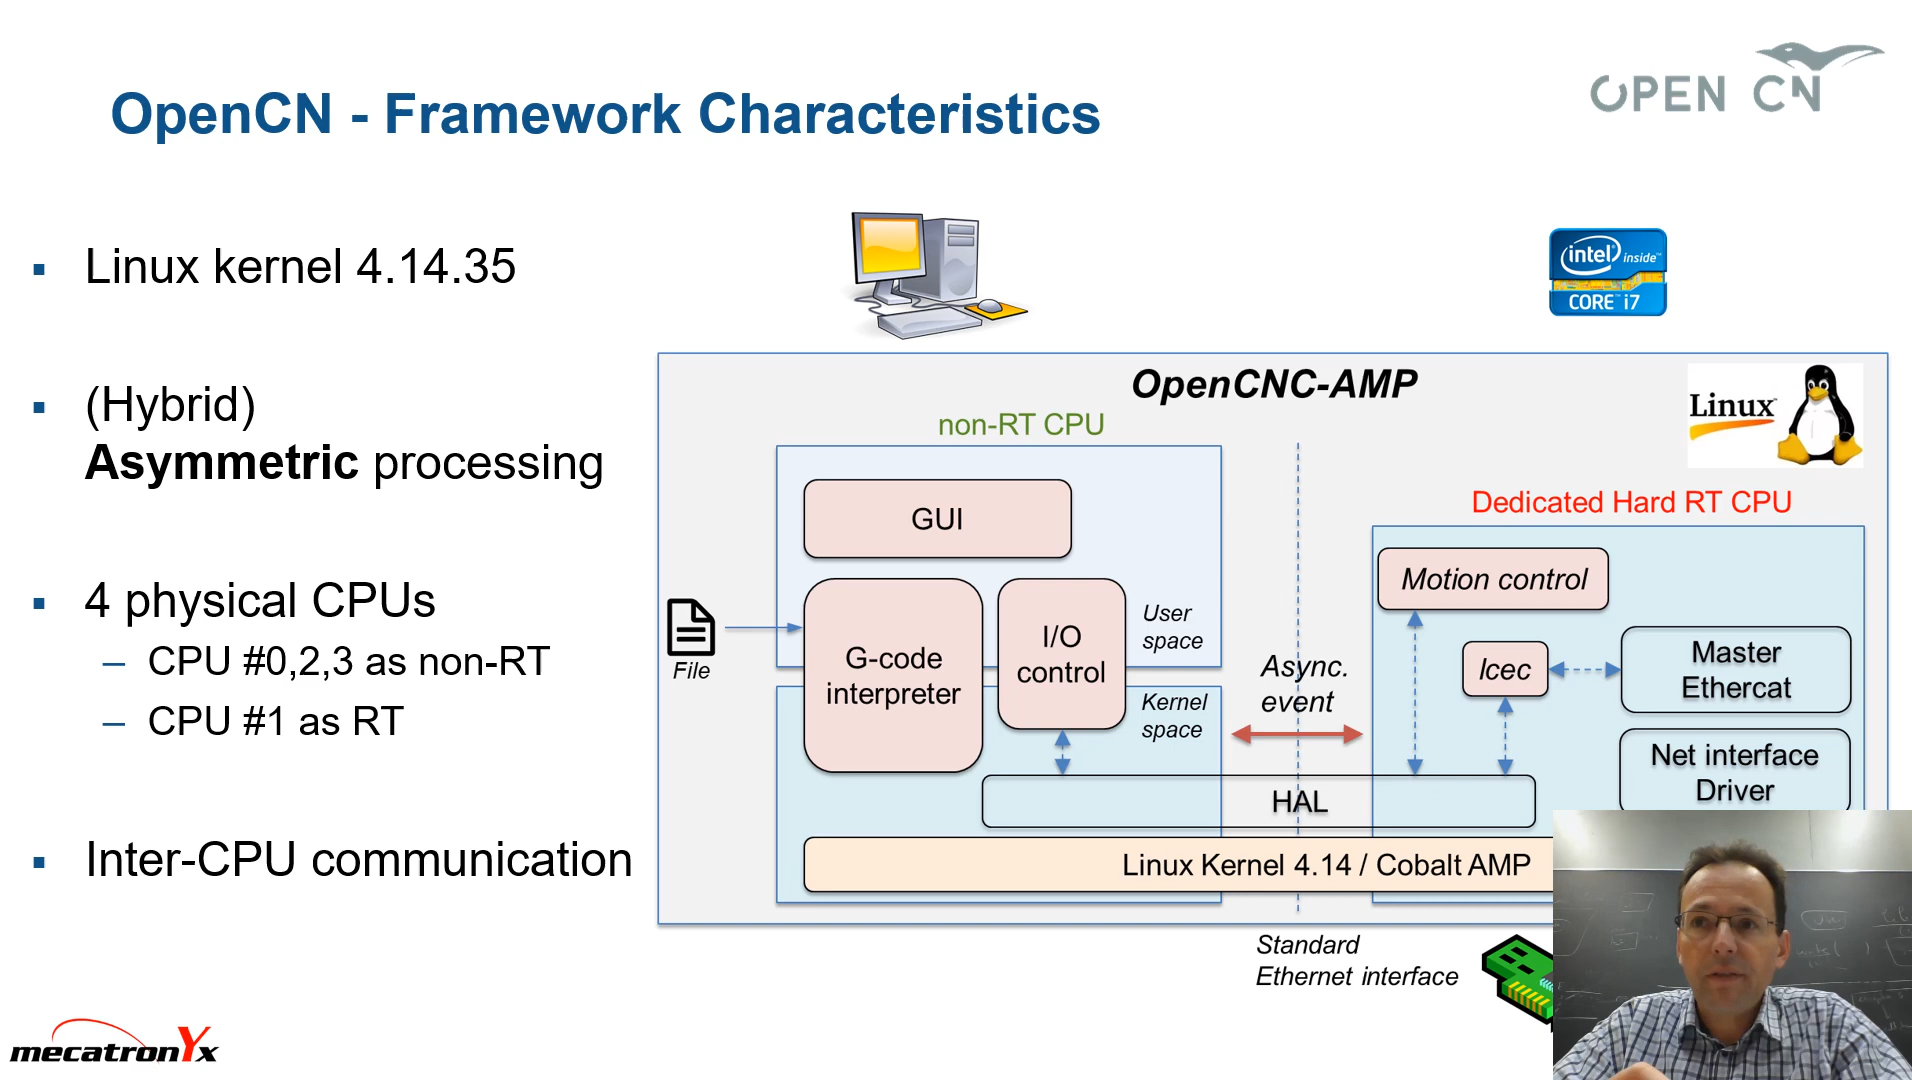 OPEN CN
OpenCN - Framework Characteristics
Linux kernel 4.14.35
(Hybrid)
Asymmetric processing
4 physical CPUs
– CPU #0,2,3 as non-RT
– CPU #1 as RT
Inter-CPU communication
intel inside
CORE i7
OpenCNC-AMP
Linux
non-RT CPU
Dedicated Hard RT CPU
GUI
G-code
interpreter
I/O
control
User
space
Kernel
space
File
Async.
event
Motion control
Icec
Master
Ethercat
Net interface
Driver
HAL
Linux Kernel 4.14 / Cobalt AMP
Standard
Ethernet interface
mecatronYx